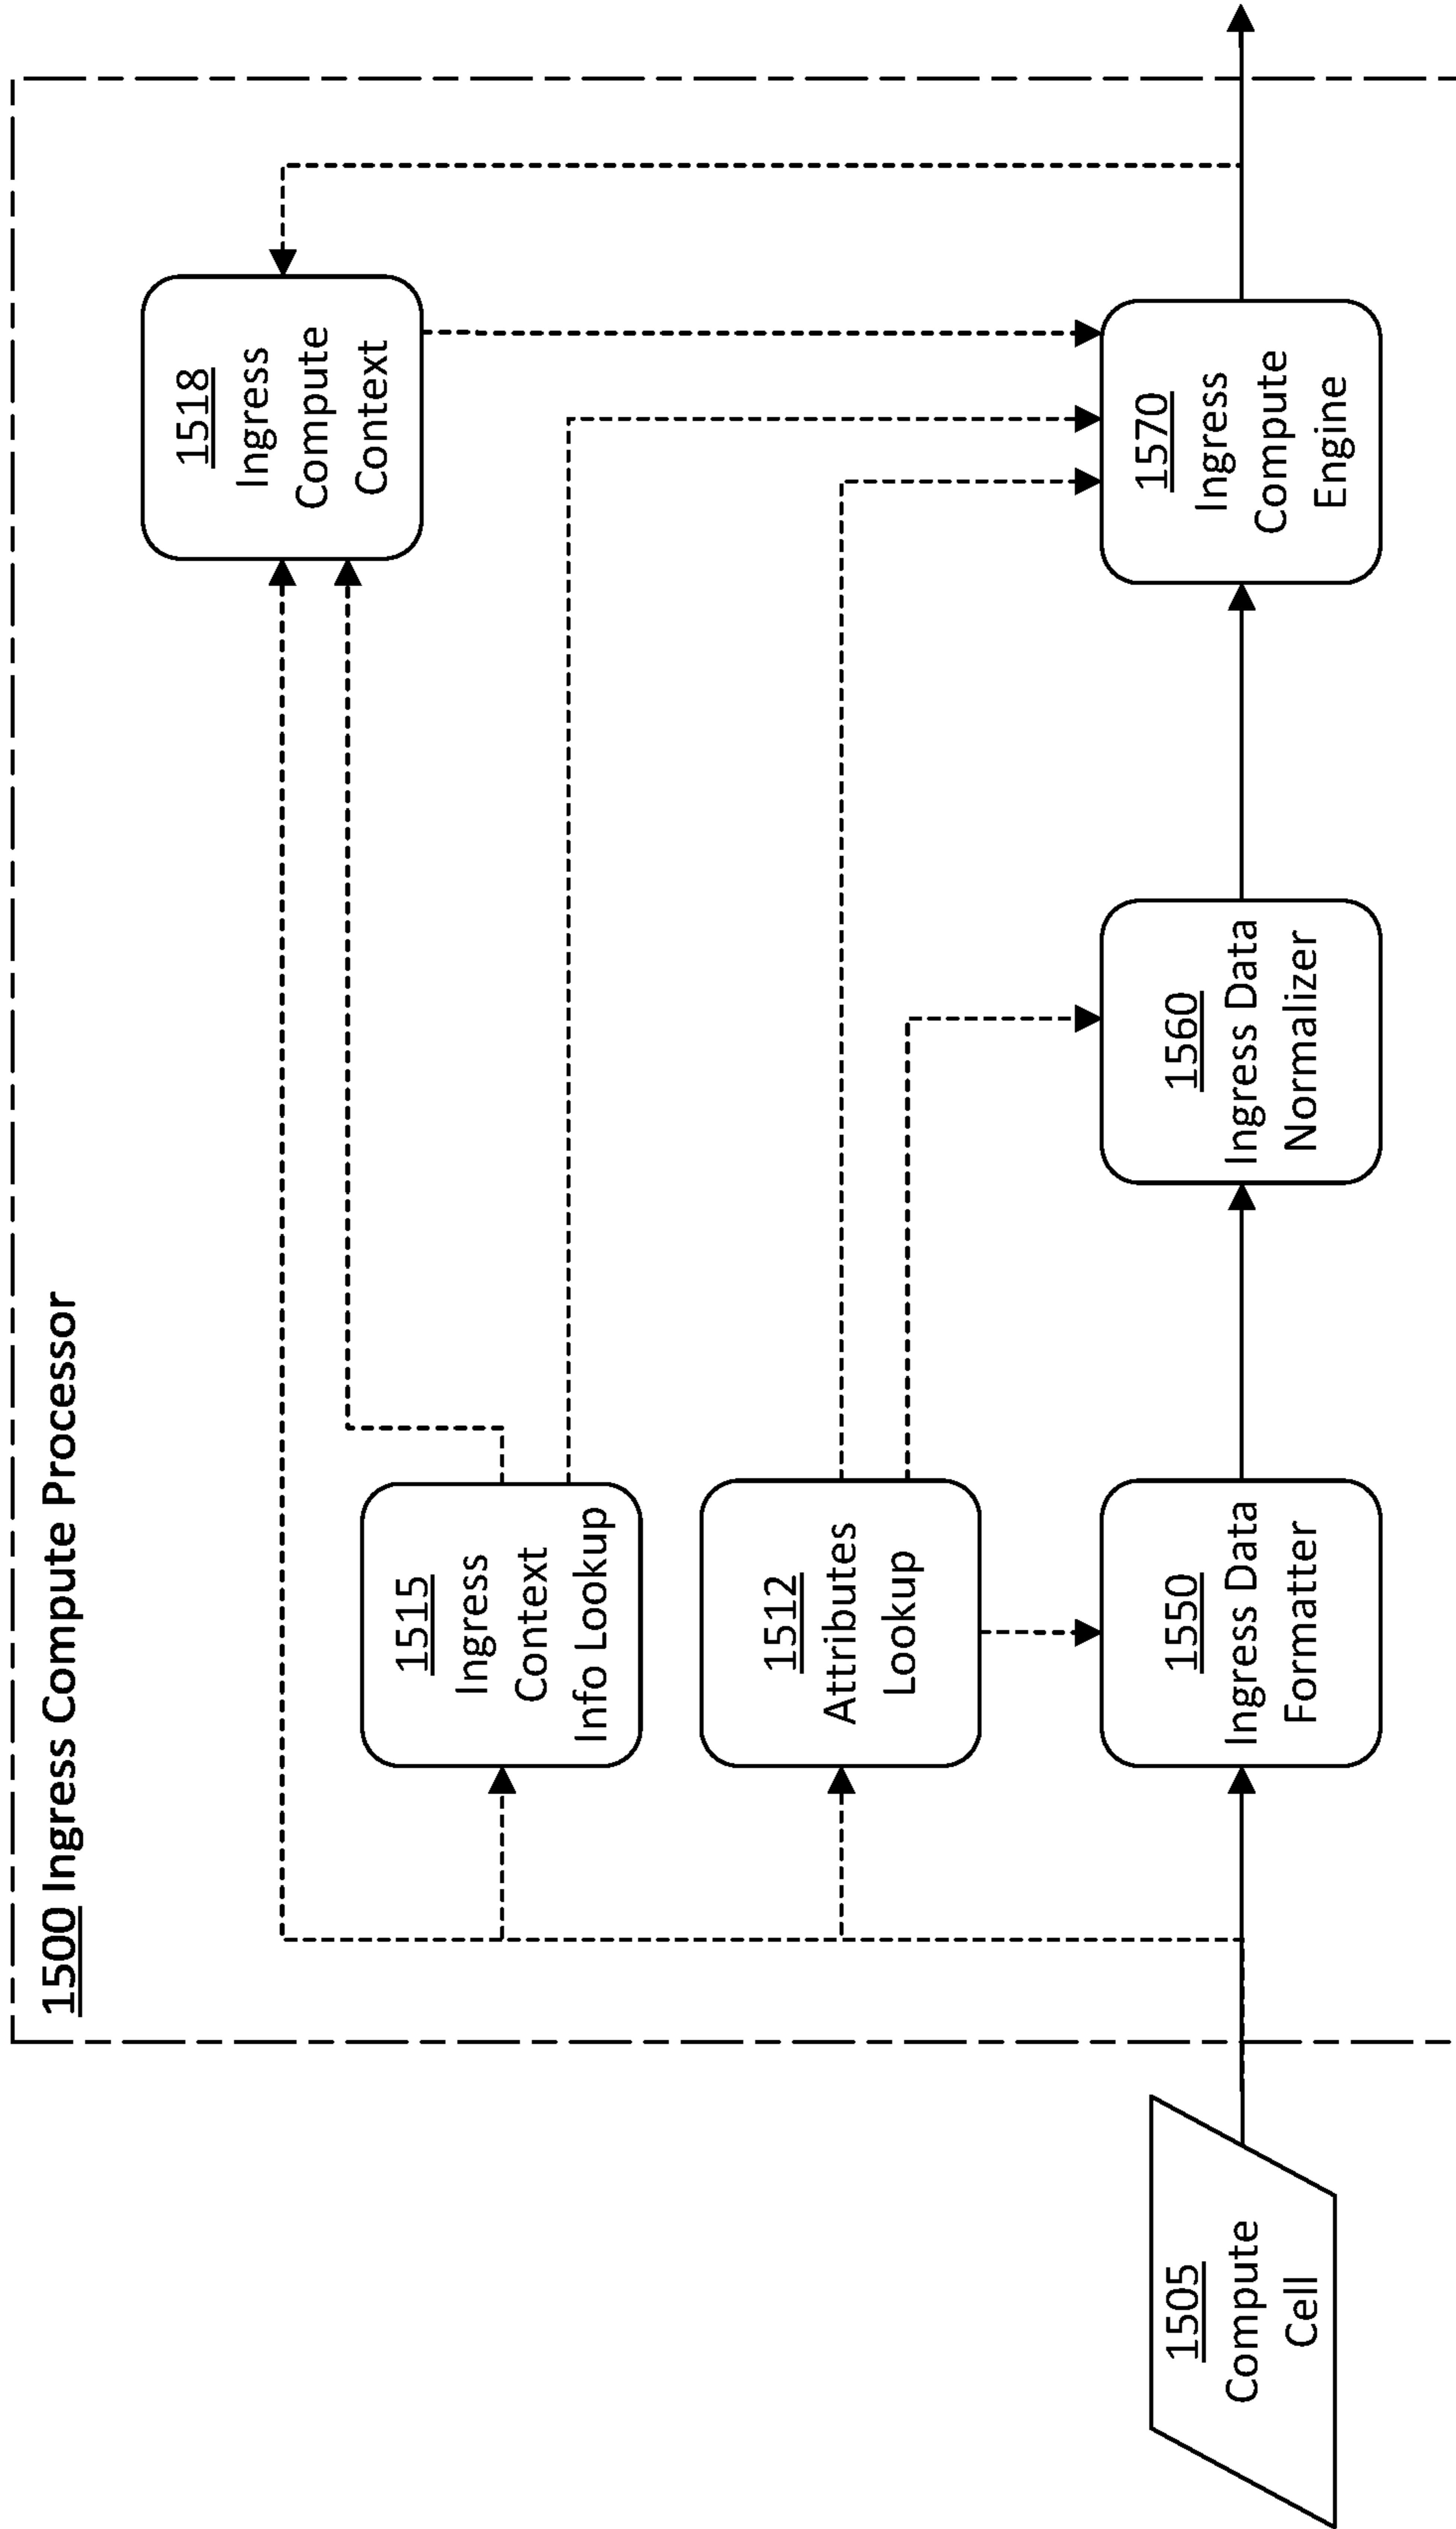 1500 Ingress Compute Processor
1518
Ingress
Compute
Context
1515
Ingress
Context
Info Lookup
1512
Attributes
Lookup
1505
Compute
Cell
1550
Ingress Data
Formatter
1560
Ingress Data
Normalizer
1570
Ingress
Compute
Engine